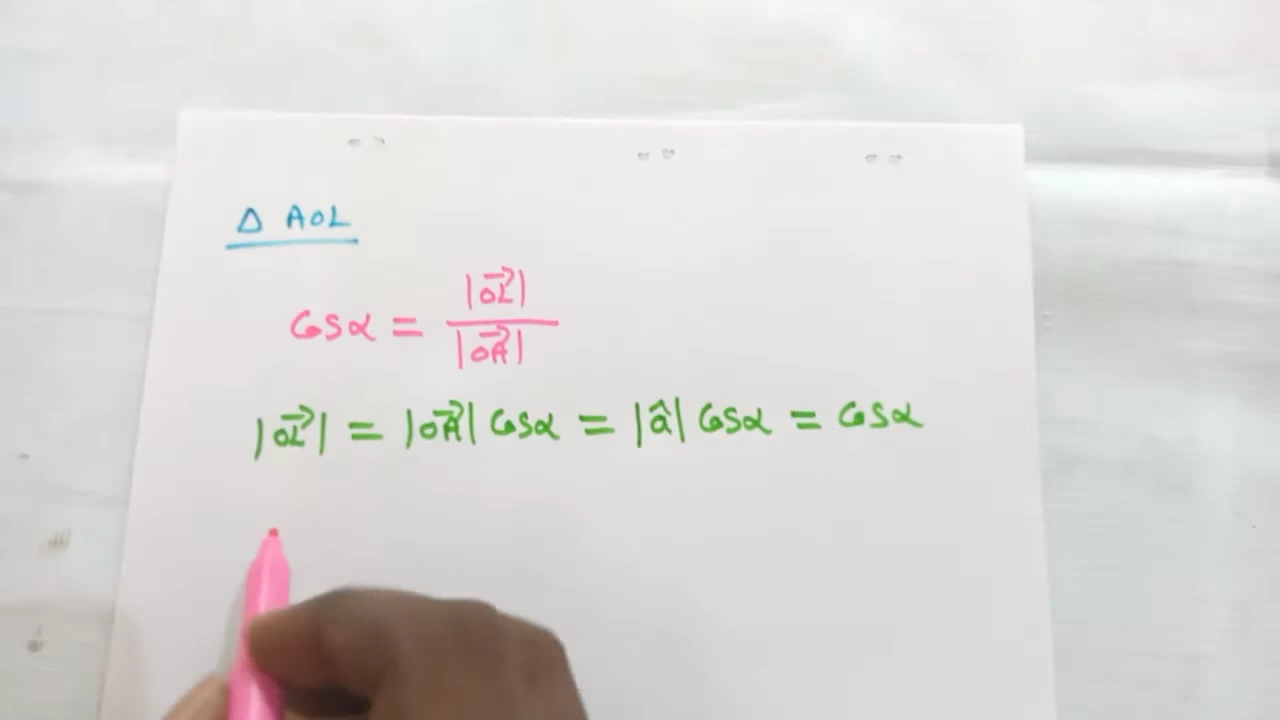 Δ AOL
Cosα = |OL⃗| / |OA⃗|
|OL⃗| = |OA⃗| Cosα = |â| Cosα = Cosα